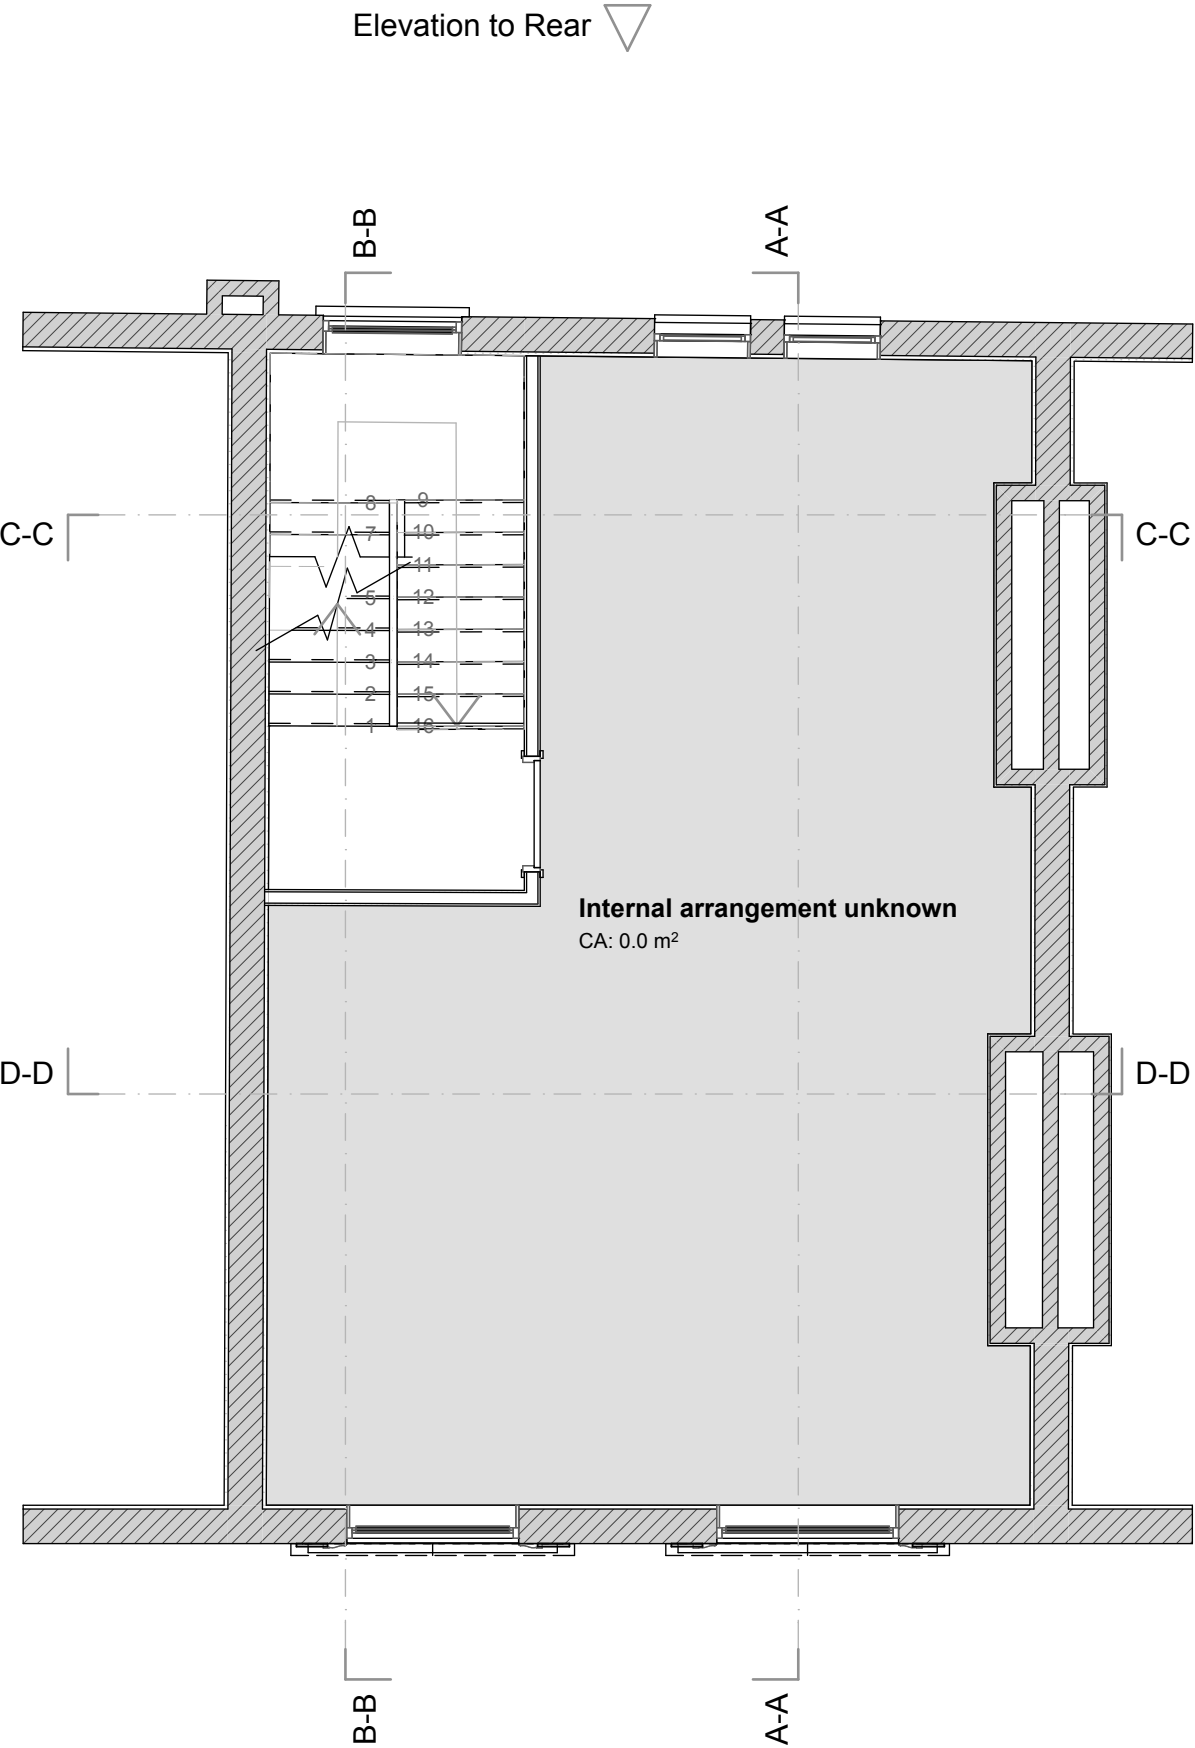 Elevation to Rear
B-B
A-A
C-C
C-C
8
9
7
10
11
5
12
4
13
3
14
2
15
1
16
Internal arrangement unknown
CA: 0.0 m²
D-D
D-D
B-B
A-A